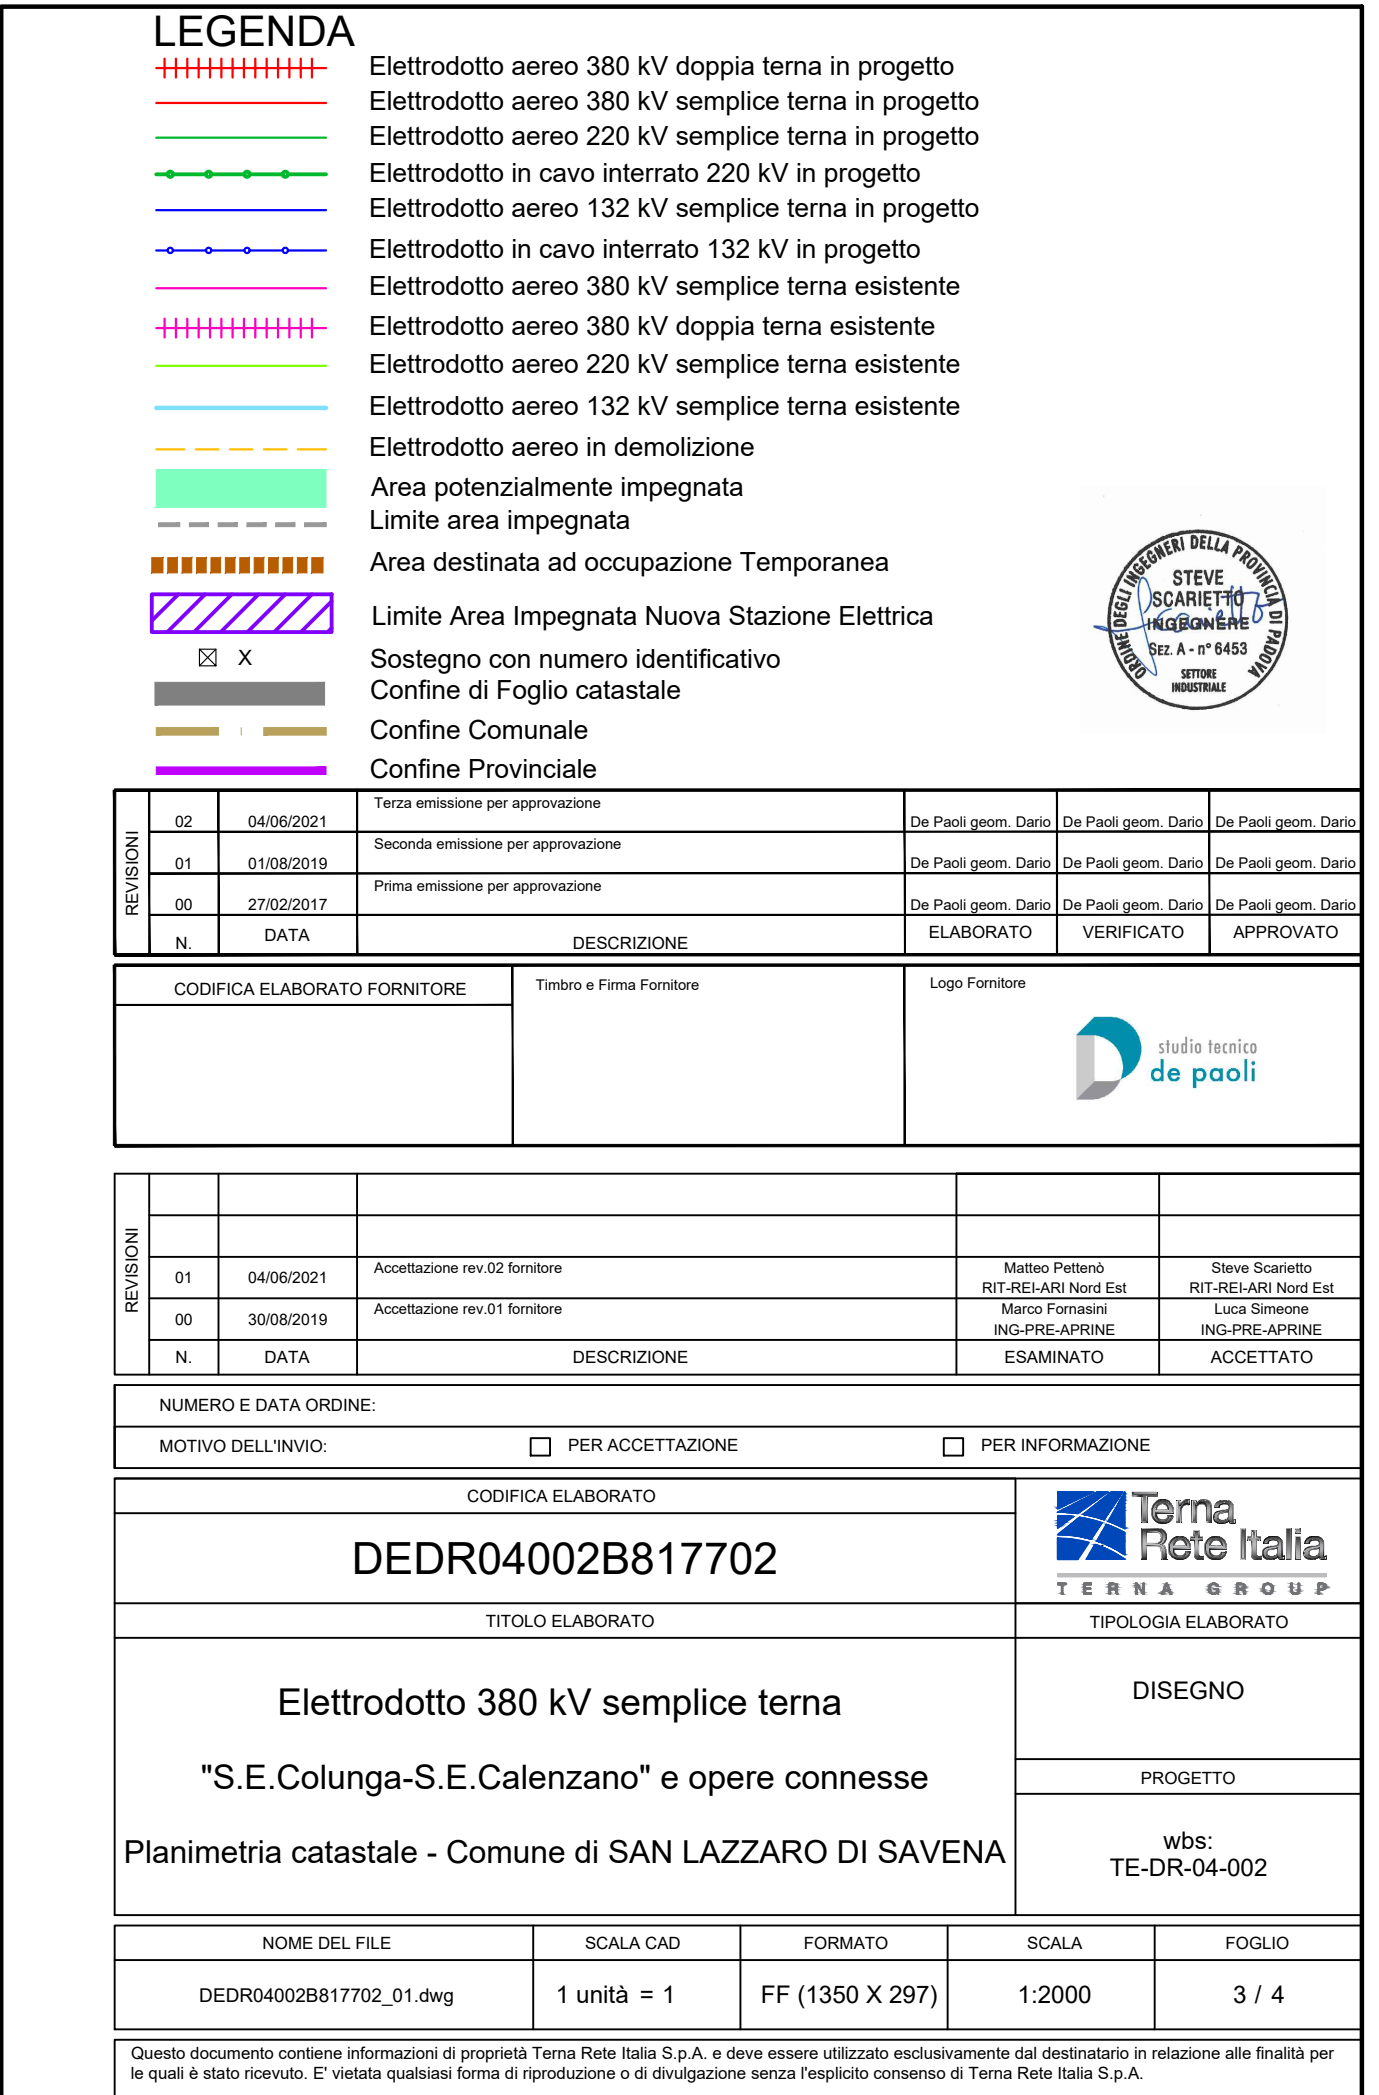 LEGENDA
Elettrodotto aereo 380 kV doppia terna in progetto
Elettrodotto aereo 380 kV semplice terna in progetto
Elettrodotto aereo 220 kV semplice terna in progetto
Elettrodotto in cavo interrato 220 kV in progetto
Elettrodotto aereo 132 kV semplice terna in progetto
Elettrodotto in cavo interrato 132 kV in progetto
Elettrodotto aereo 380 kV semplice terna esistente
Elettrodotto aereo 380 kV doppia terna esistente
Elettrodotto aereo 220 kV semplice terna esistente
Elettrodotto aereo 132 kV semplice terna esistente
Elettrodotto aereo in demolizione
Area potenzialmente impegnata
Limite area impegnata
Area destinata ad occupazione Temporanea
Limite Area Impegnata Nuova Stazione Elettrica
X Sostegno con numero identificativo
Confine di Foglio catastale
Confine Comunale
Confine Provinciale
ORDINE DEGLI INGEGNERI DELLA PROVINCIA DI PADOVA
STEVE
SCARIETTO
INGEGNERE
SEZ. A - n° 6453
SETTORE
INDUSTRIALE
REVISIONI
02 04/06/2021 Terza emissione per approvazione De Paoli geom. Dario De Paoli geom. Dario De Paoli geom. Dario
01 01/08/2019 Seconda emissione per approvazione De Paoli geom. Dario De Paoli geom. Dario De Paoli geom. Dario
00 27/02/2017 Prima emissione per approvazione De Paoli geom. Dario De Paoli geom. Dario De Paoli geom. Dario
N. DATA DESCRIZIONE ELABORATO VERIFICATO APPROVATO
CODIFICA ELABORATO FORNITORE Timbro e Firma Fornitore Logo Fornitore
studio tecnico
de paoli
REVISIONI
01 04/06/2021 Accettazione rev.02 fornitore Matteo Pettenò Steve Scarietto
RIT-REI-ARI Nord Est RIT-REI-ARI Nord Est
00 30/08/2019 Accettazione rev.01 fornitore Marco Fornasini Luca Simeone
ING-PRE-APRINE ING-PRE-APRINE
N. DATA DESCRIZIONE ESAMINATO ACCETTATO
NUMERO E DATA ORDINE:
MOTIVO DELL'INVIO: PER ACCETTAZIONE PER INFORMAZIONE
CODIFICA ELABORATO
DEDR04002B817702
Terna
Rete Italia
TERNA GROUP
TITOLO ELABORATO
TIPOLOGIA ELABORATO
Elettrodotto 380 kV semplice terna
"S.E.Colunga-S.E.Calenzano" e opere connesse
Planimetria catastale - Comune di SAN LAZZARO DI SAVENA
DISEGNO
PROGETTO
wbs:
TE-DR-04-002
NOME DEL FILE SCALA CAD FORMATO SCALA FOGLIO
DEDR04002B817702_01.dwg 1 unità = 1 FF (1350 X 297) 1:2000 3 / 4
Questo documento contiene informazioni di proprietà Terna Rete Italia S.p.A. e deve essere utilizzato esclusivamente dal destinatario in relazione alle finalità per
le quali è stato ricevuto. E' vietata qualsiasi forma di riproduzione o di divulgazione senza l'esplicito consenso di Terna Rete Italia S.p.A.